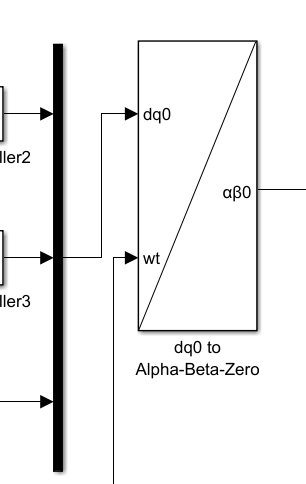 dq0
ller2
αβ0
wt
ller3
dq0 to
Alpha-Beta-Zero